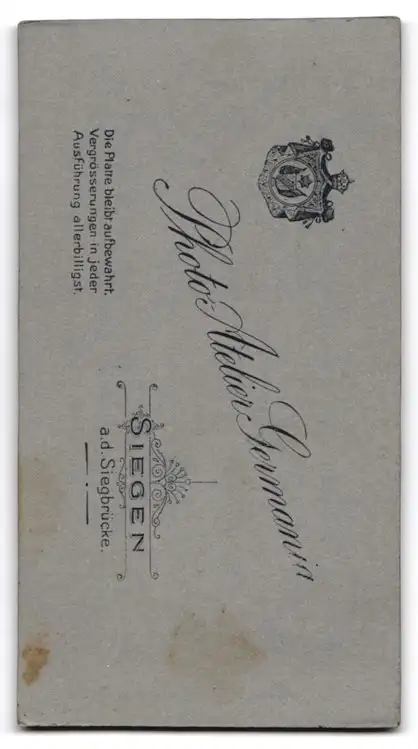 Photo-Atelier Germania
SIEGEN
a.d. Siegbrücke.
Die Platte bleibt aufbewahrt.
Vergrösserungen in jeder
Ausführung allerbilligst.